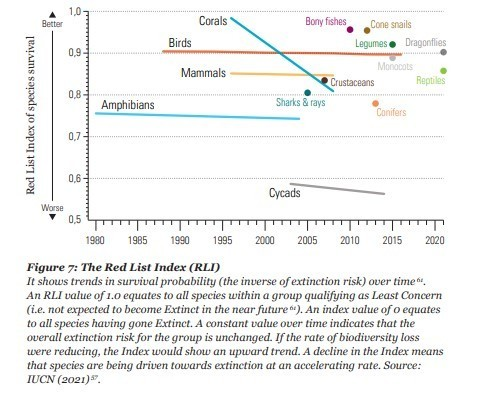 Better
Red List Index of species survival
Worse
1,0
0,9
0,8
0,7
0,6
0,5
Corals
Bony fishes
Cone snails
Birds
Legumes
Dragonflies
Monocots
Mammals
Crustaceans
Reptiles
Sharks & rays
Conifers
Amphibians
Cycads
1980 1985 1990 1995 2000 2005 2010 2015 2020
Figure 7: The Red List Index (RLI)
It shows trends in survival probability (the inverse of extinction risk) over time 61.
An RLI value of 1.0 equates to all species within a group qualifying as Least Concern
(i.e. not expected to become Extinct in the near future 61). An index value of 0 equates
to all species having gone Extinct. A constant value over time indicates that the
overall extinction risk for the group is unchanged. If the rate of biodiversity loss
were reducing, the Index would show an upward trend. A decline in the Index means
that species are being driven towards extinction at an accelerating rate. Source:
IUCN (2021) 57.